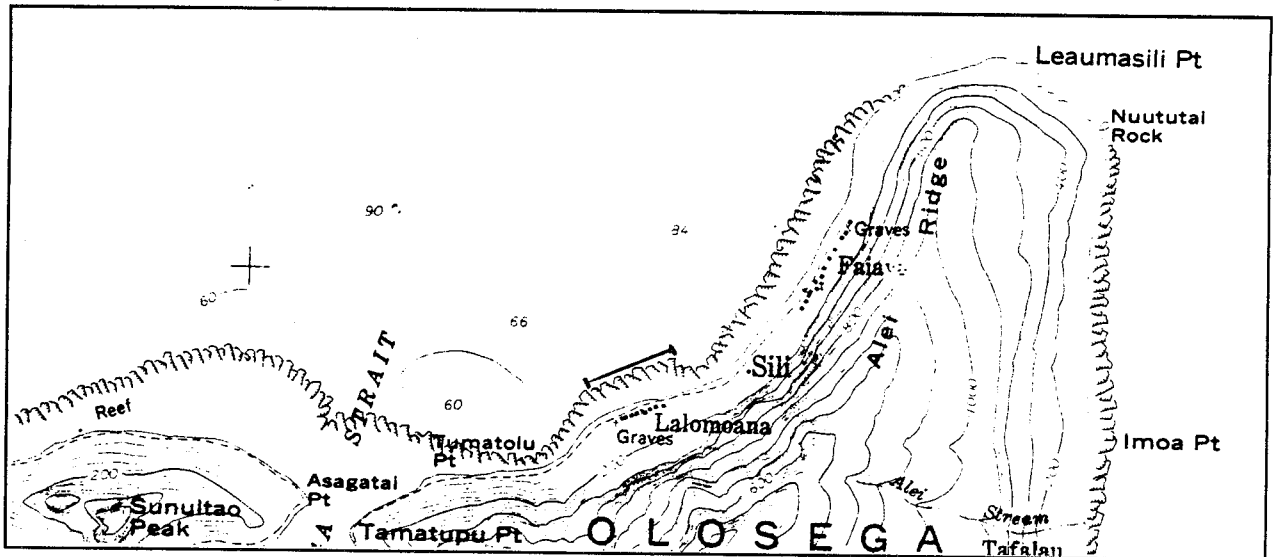 Leaumasili Pt
Nuututai
Rock
90
84
Graves
Faia
Ridge
60
66
STRAIT
Alei
Sili
1000
Reef
60
Lalomoana
Graves
Tumatolu
Pt
Imoa Pt
200
Asagatai
Pt
Alei
Sunuitao
Peak
A
Tamatupu Pt
OLOSEGA
Stream
Tafalau